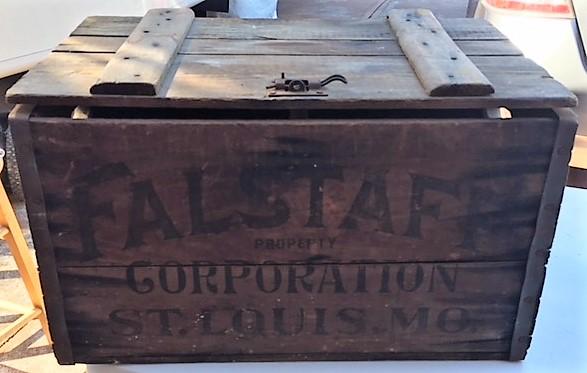 FALSTAFF
PROPERTY
CORPORATION
ST. LOUIS. MO.